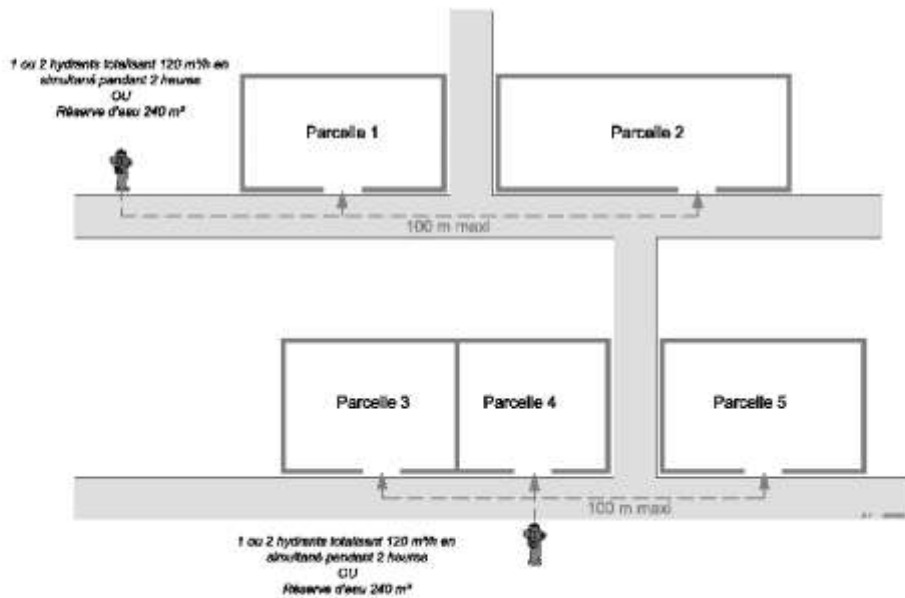 1 ou 2 hydrants totalisant 120 m³/h en
simultané pendant 2 heures
OU
Réserve d'eau 240 m³
Parcelle 1
Parcelle 2
100 m maxi
Parcelle 3
Parcelle 4
Parcelle 5
100 m maxi
1 ou 2 hydrants totalisant 120 m³/h en
simultané pendant 2 heures
OU
Réserve d'eau 240 m³